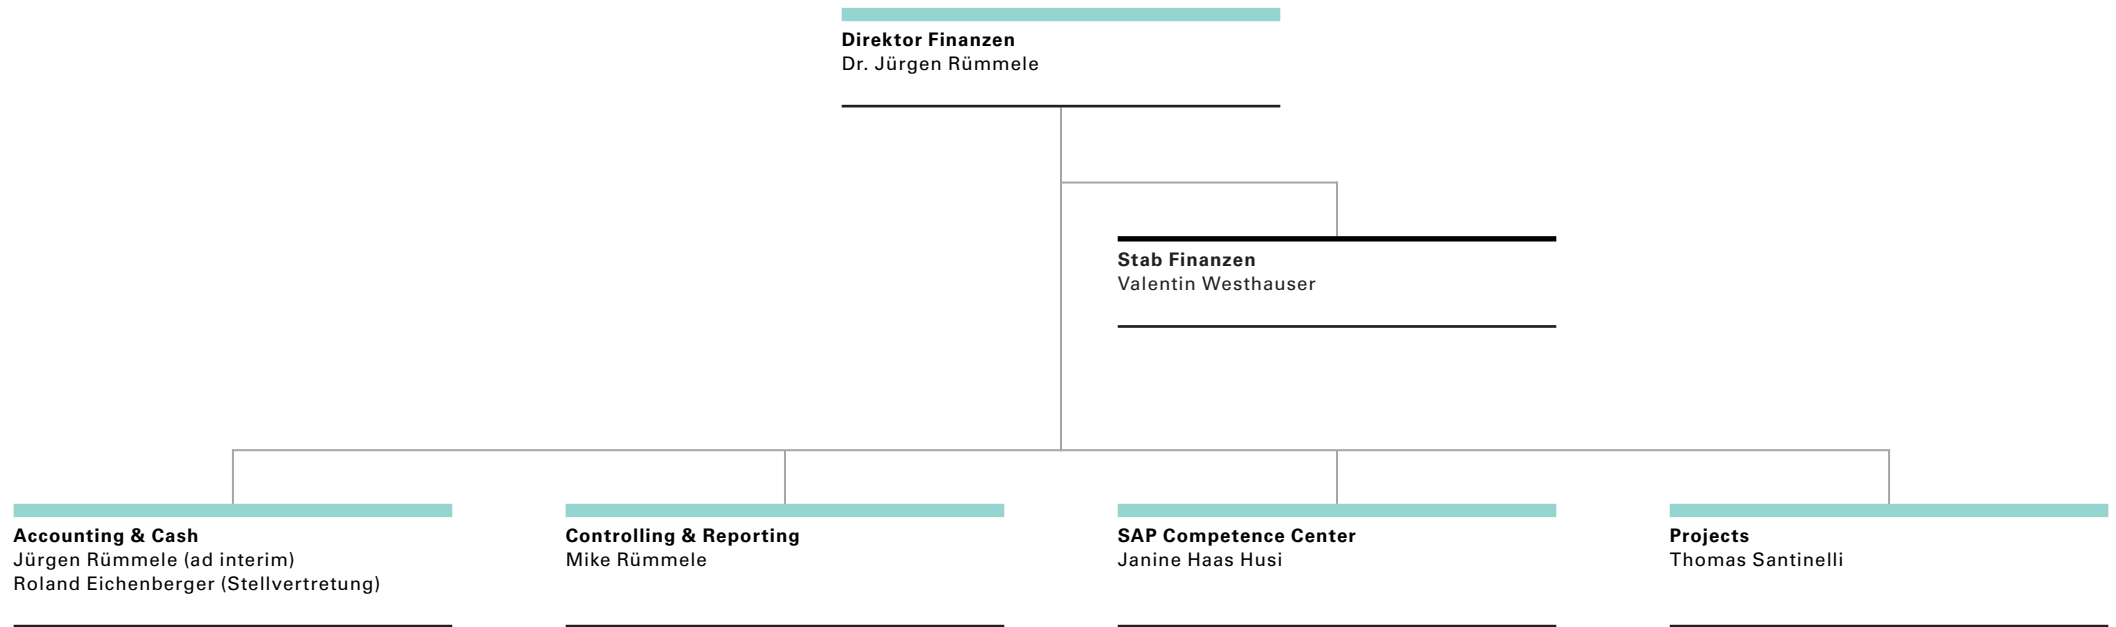 Direktor Finanzen
Dr. Jürgen Rümmele
Stab Finanzen
Valentin Westhauser
Accounting & Cash
Jürgen Rümmele (ad interim)
Roland Eichenberger (Stellvertretung)
Controlling & Reporting
Mike Rümmele
SAP Competence Center
Janine Haas Husi
Projects
Thomas Santinelli